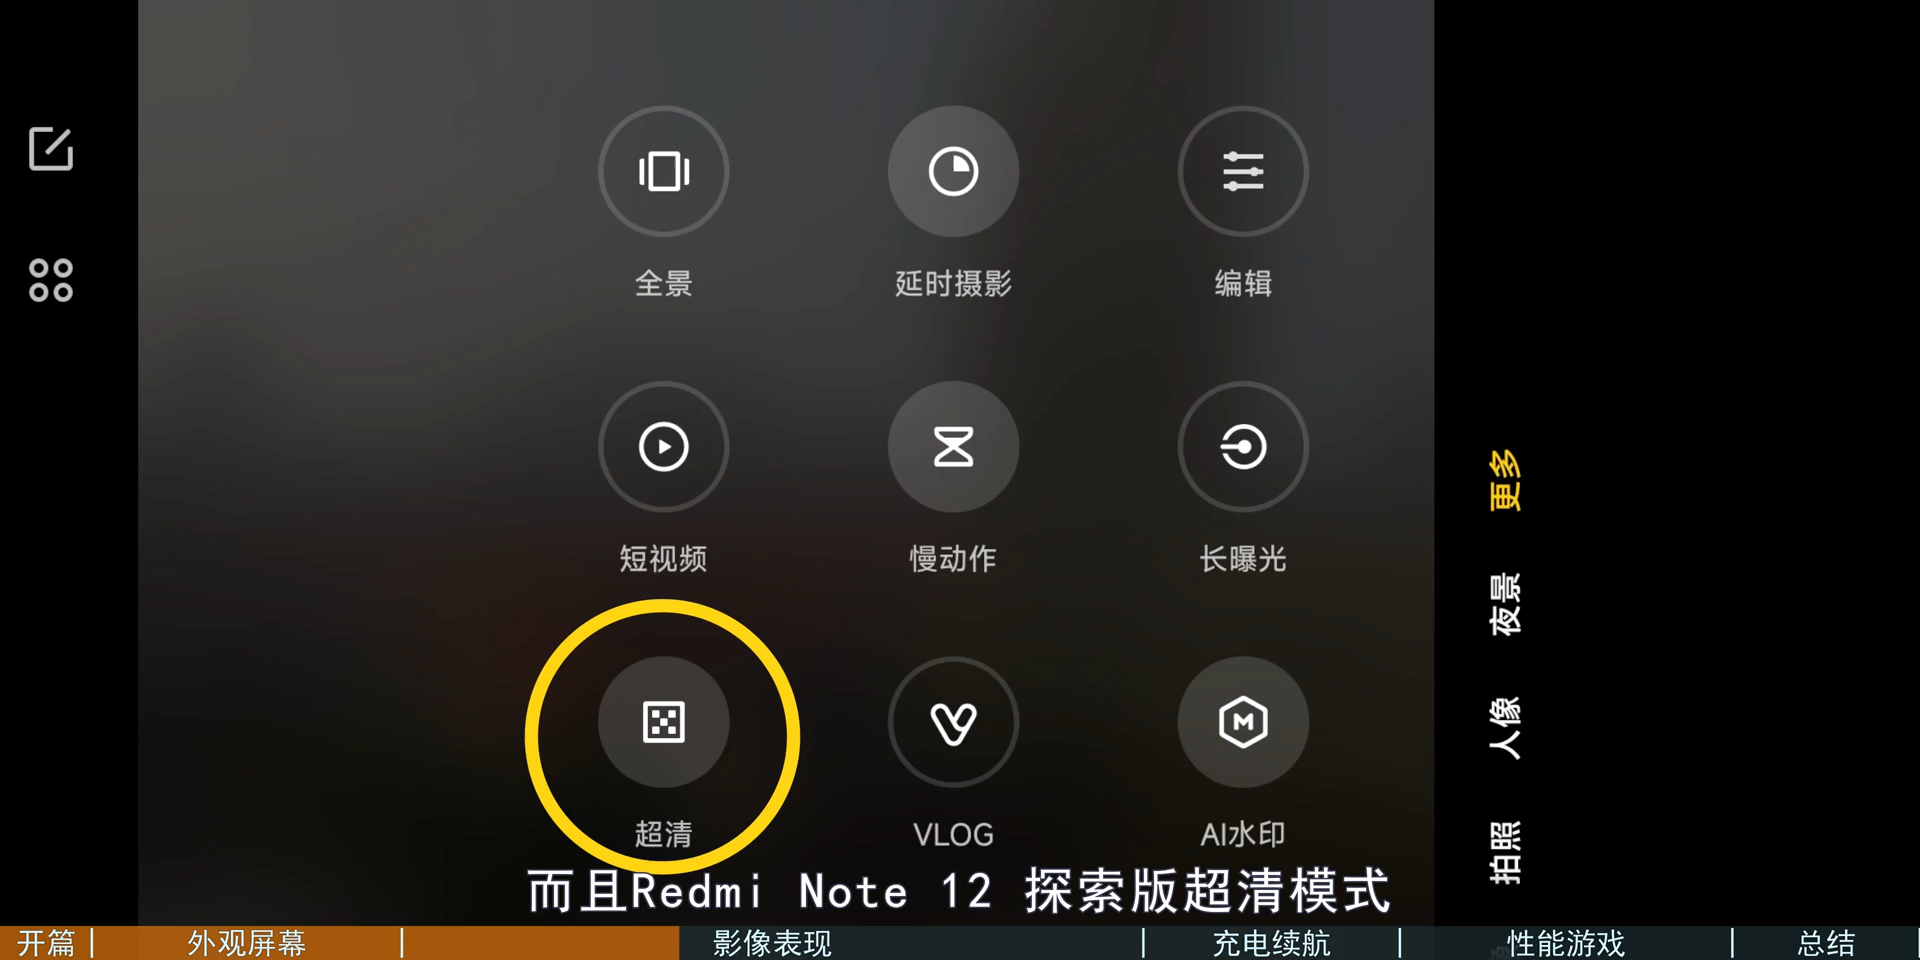 全景
延时摄影
编辑
短视频
慢动作
长曝光
超清
VLOG
AI水印
更多
夜景
人像
拍照
而且Redmi Note 12 探索版超清模式
开篇
外观屏幕
影像表现
充电续航
性能游戏
总结